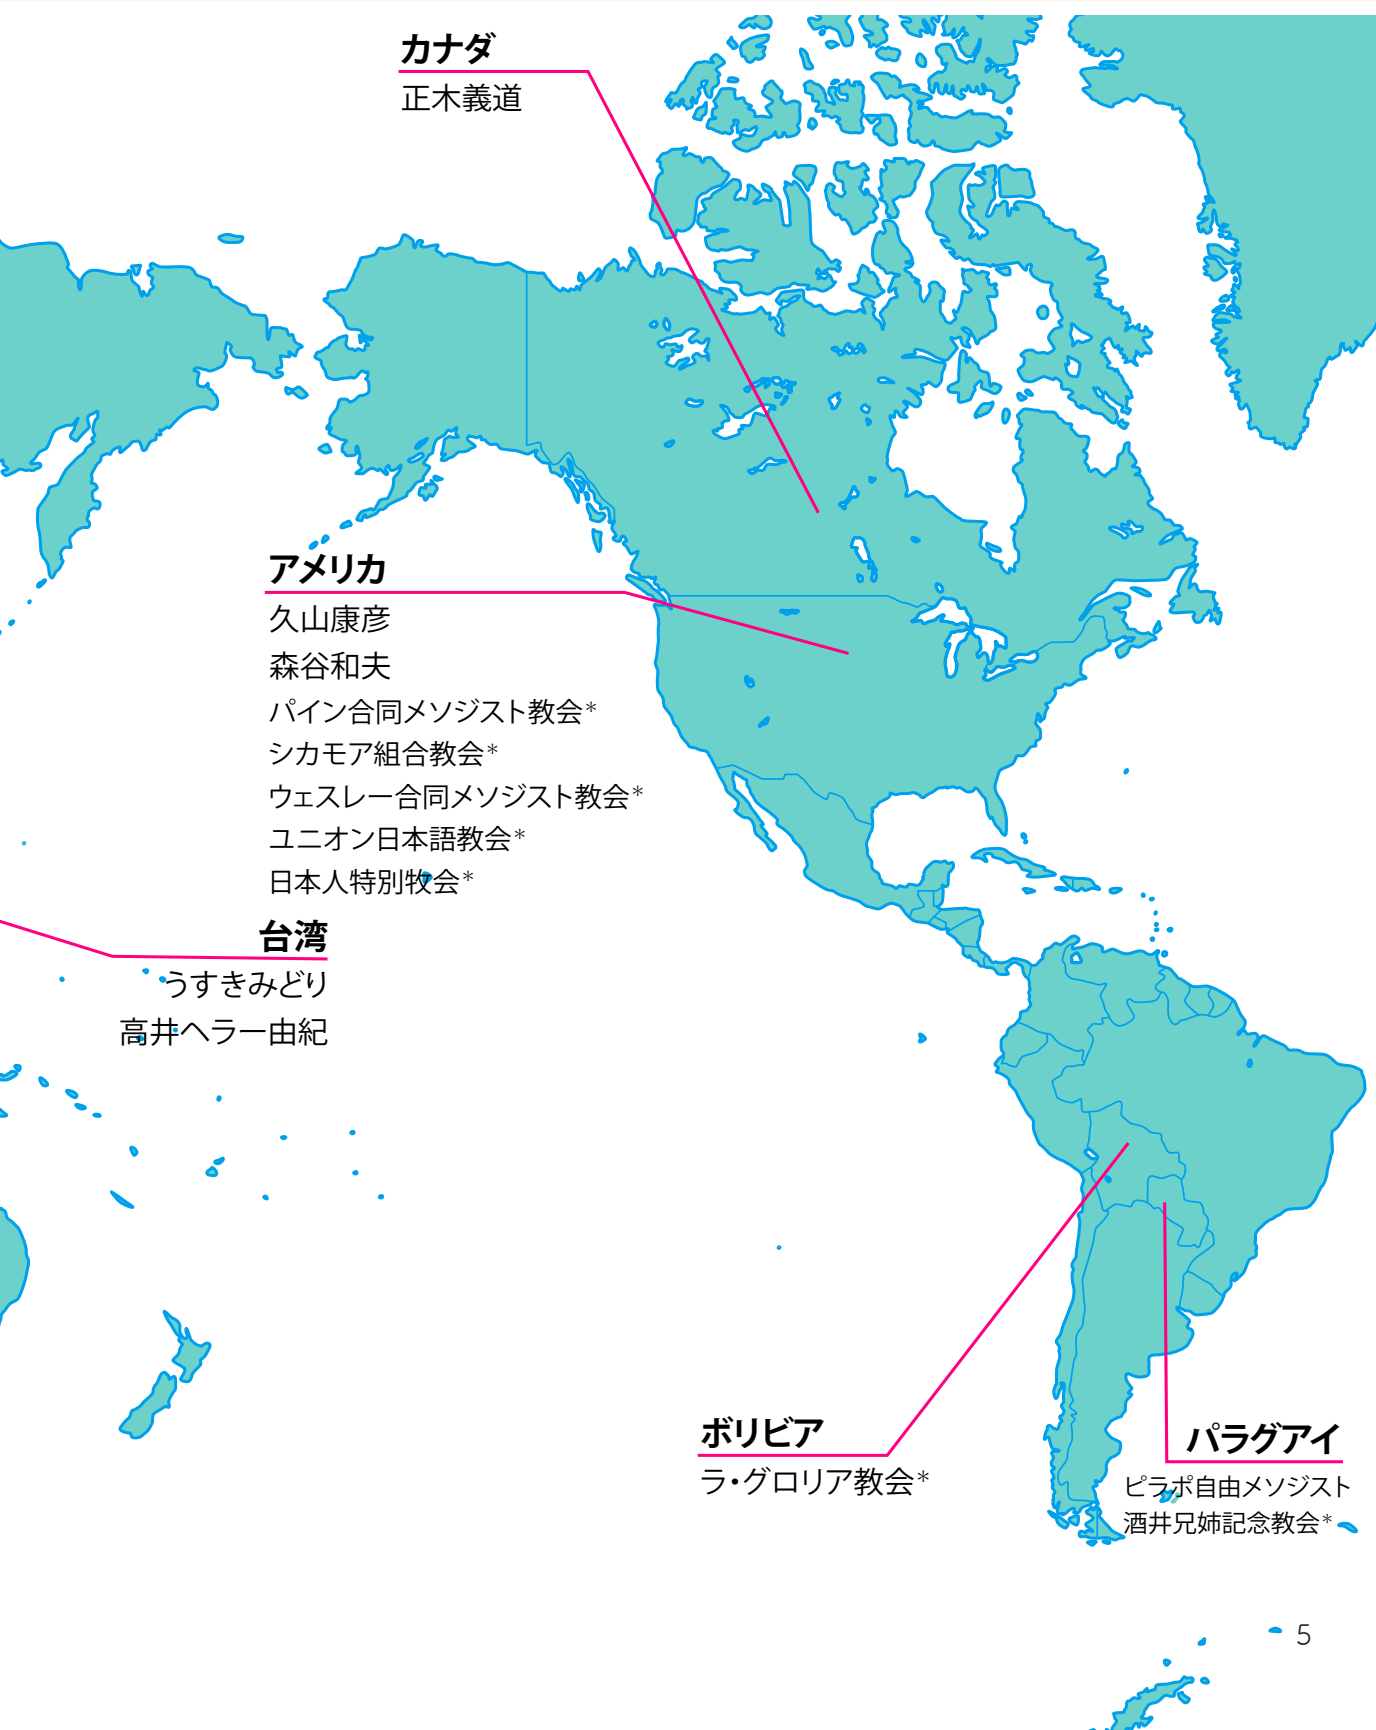 カナダ
正木義道
アメリカ
久山康彦
森谷和夫
パイン合同メソジスト教会*
シカモア組合教会*
ウェスレー合同メソジスト教会*
ユニオン日本語教会*
日本人特別牧会*
台湾
うすきみどり
高井ヘラー由紀
ボリビア
ラ・グロリア教会*
パラグアイ
ピラポ自由メソジスト
酒井兄姉記念教会*
5